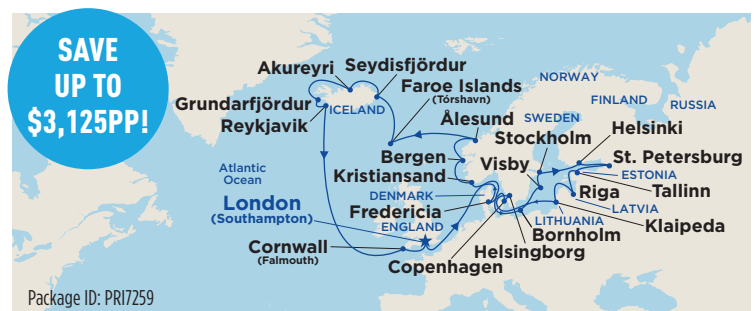 SAVE
UP TO
$3,125PP!
Akureyri
Seydisfjördur
Faroe Islands
(Tórshavn)
Grundarfjördur
Reykjavik
ICELAND
NORWAY
FINLAND
RUSSIA
SWEDEN
Ålesund
Stockholm
Helsinki
Bergen
Visby
St. Petersburg
Kristiansand
ESTONIA
Atlantic
Ocean
Tallinn
Riga
DENMARK
LATVIA
London
(Southampton)
Fredericia
LITHUANIA
Klaipeda
ENGLAND
Bornholm
Cornwall
(Falmouth)
Helsingborg
Copenhagen
Package ID: PRI7259